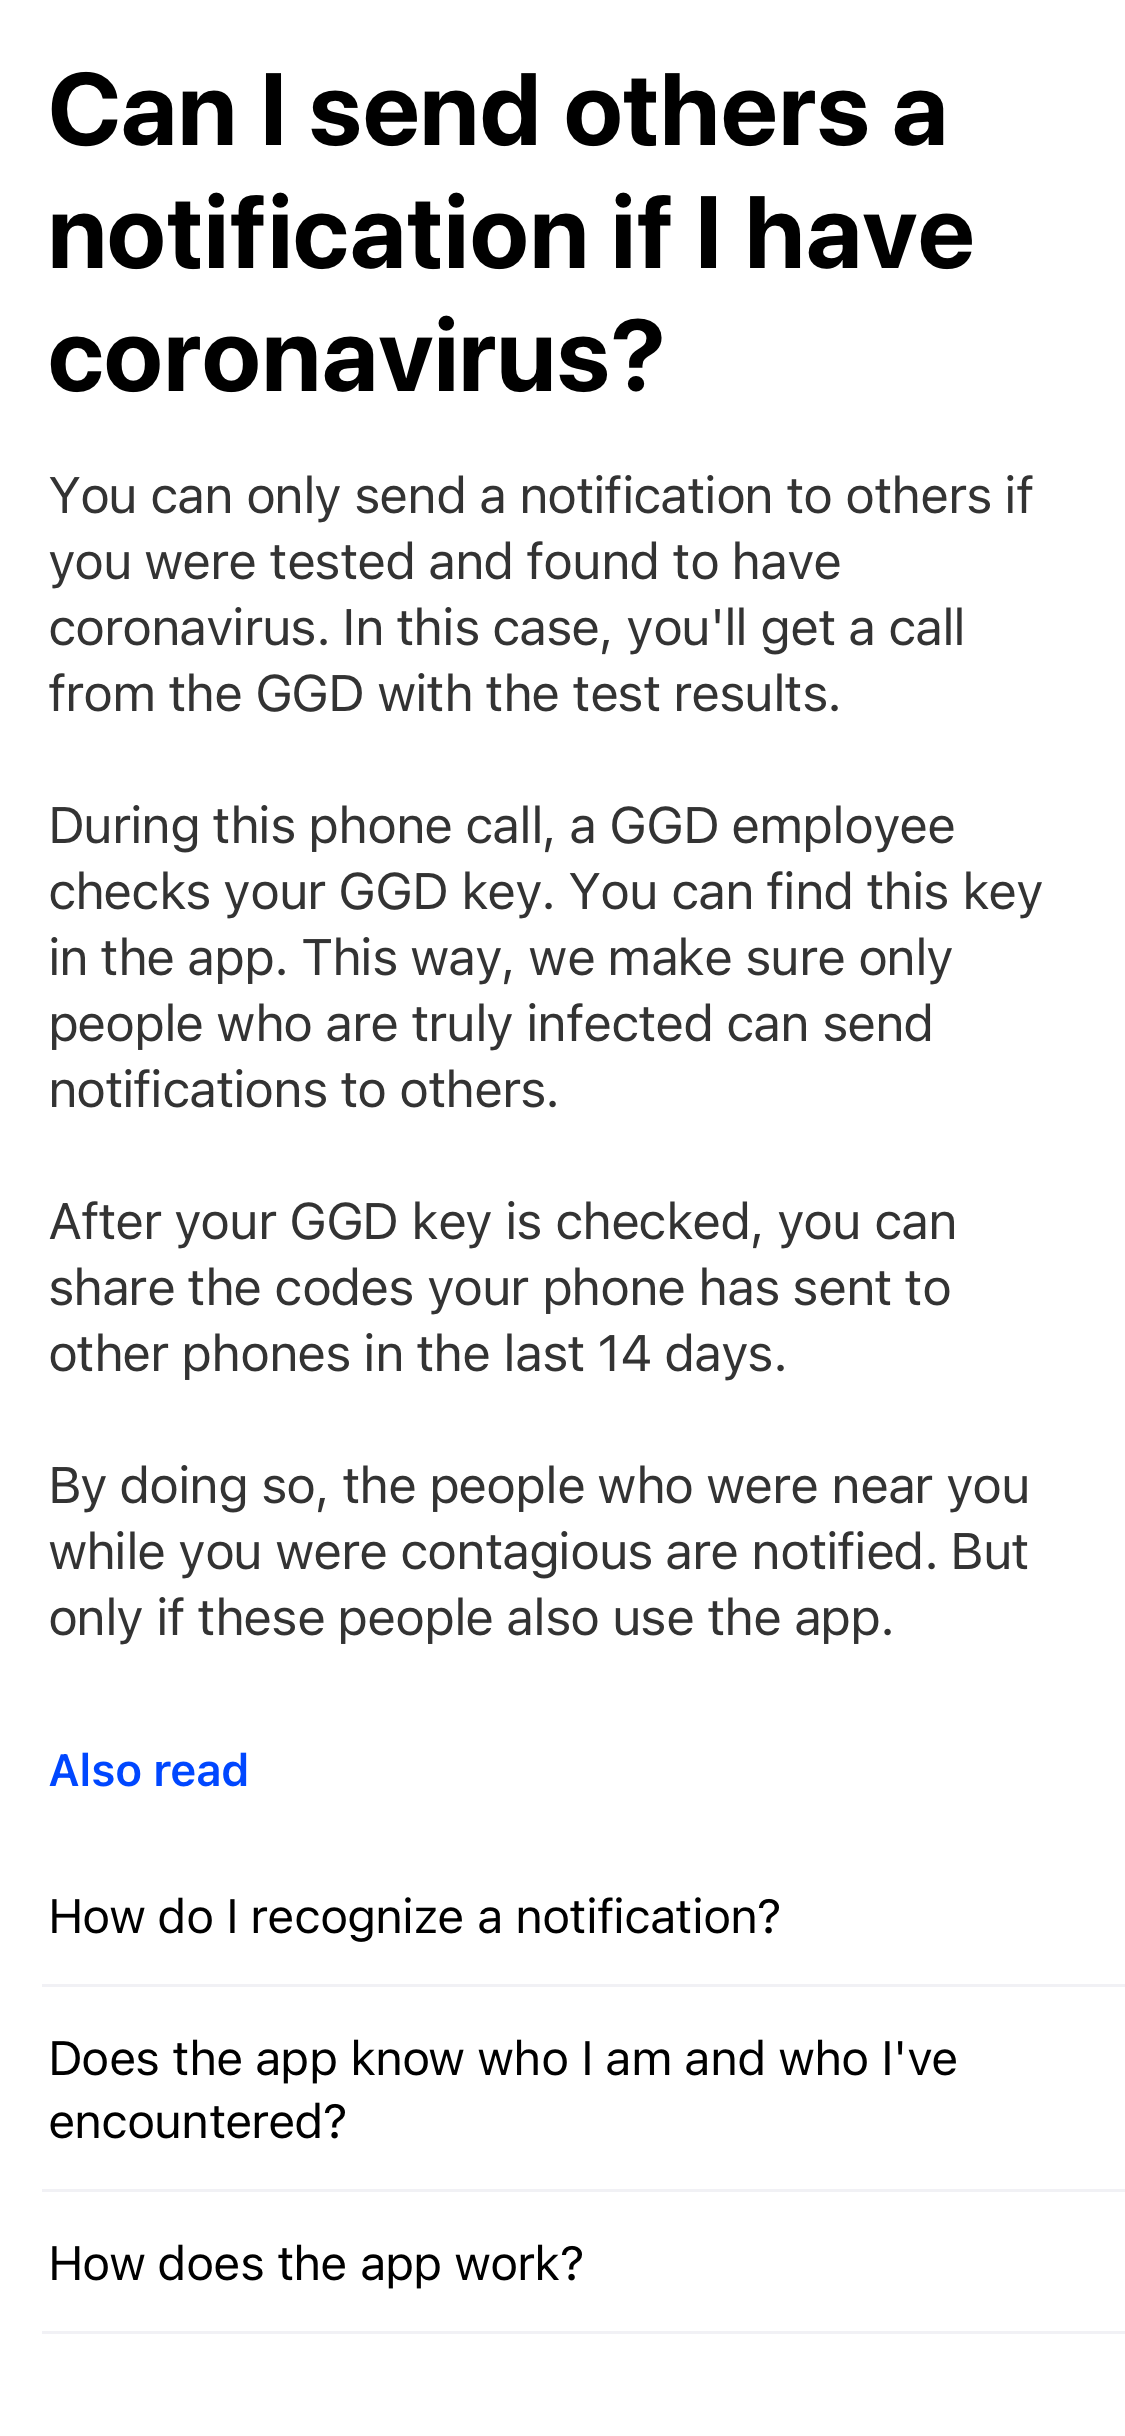 Can I send others a
notification if I have
coronavirus?
You can only send a notification to others if
you were tested and found to have
coronavirus. In this case, you'll get a call
from the GGD with the test results.
During this phone call, a GGD employee
checks your GGD key. You can find this key
in the app. This way, we make sure only
people who are truly infected can send
notifications to others.
After your GGD key is checked, you can
share the codes your phone has sent to
other phones in the last 14 days.
By doing so, the people who were near you
while you were contagious are notified. But
only if these people also use the app.
Also read
How do I recognize a notification?
Does the app know who I am and who I've
encountered?
How does the app work?